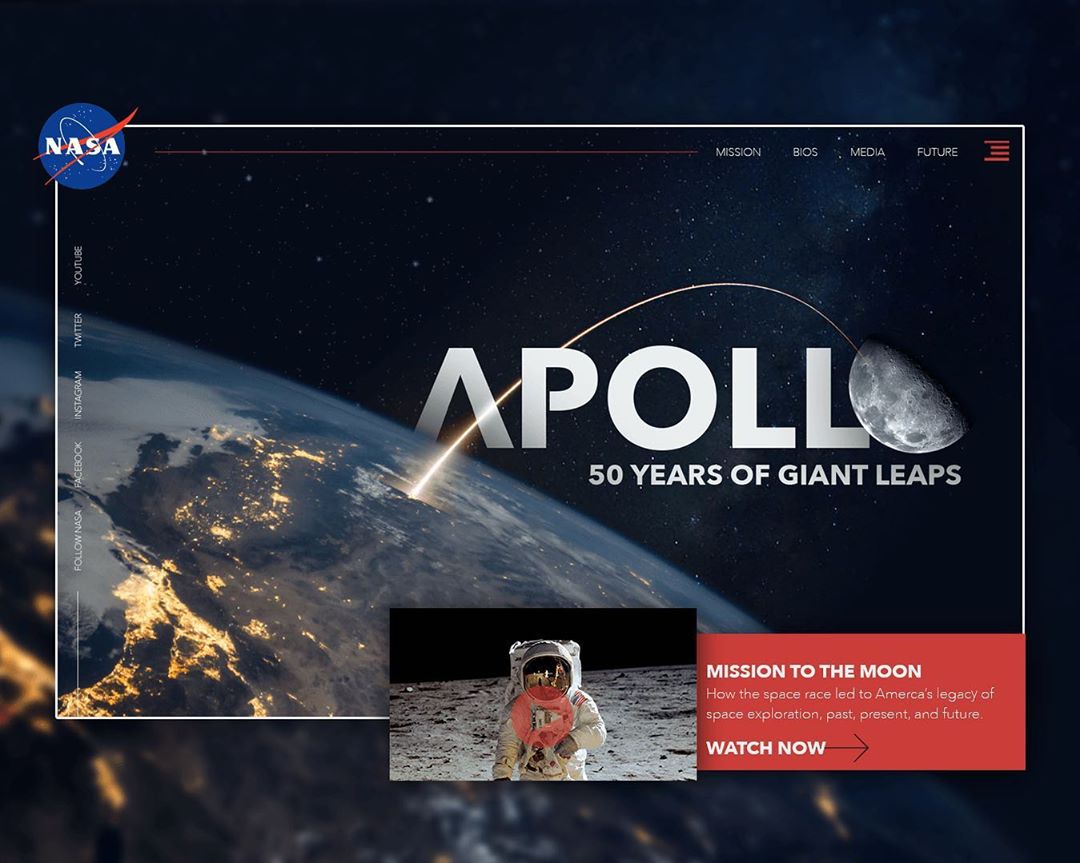 NASA
MISSION BIOS MEDIA FUTURE
YOUTUBE
TWITTER
INSTAGRAM
FACEBOOK
FOLLOW NASA
APOLLO
50 YEARS OF GIANT LEAPS
MISSION TO THE MOON
How the space race led to Amerca's legacy of
space exploration, past, present, and future.
WATCH NOW